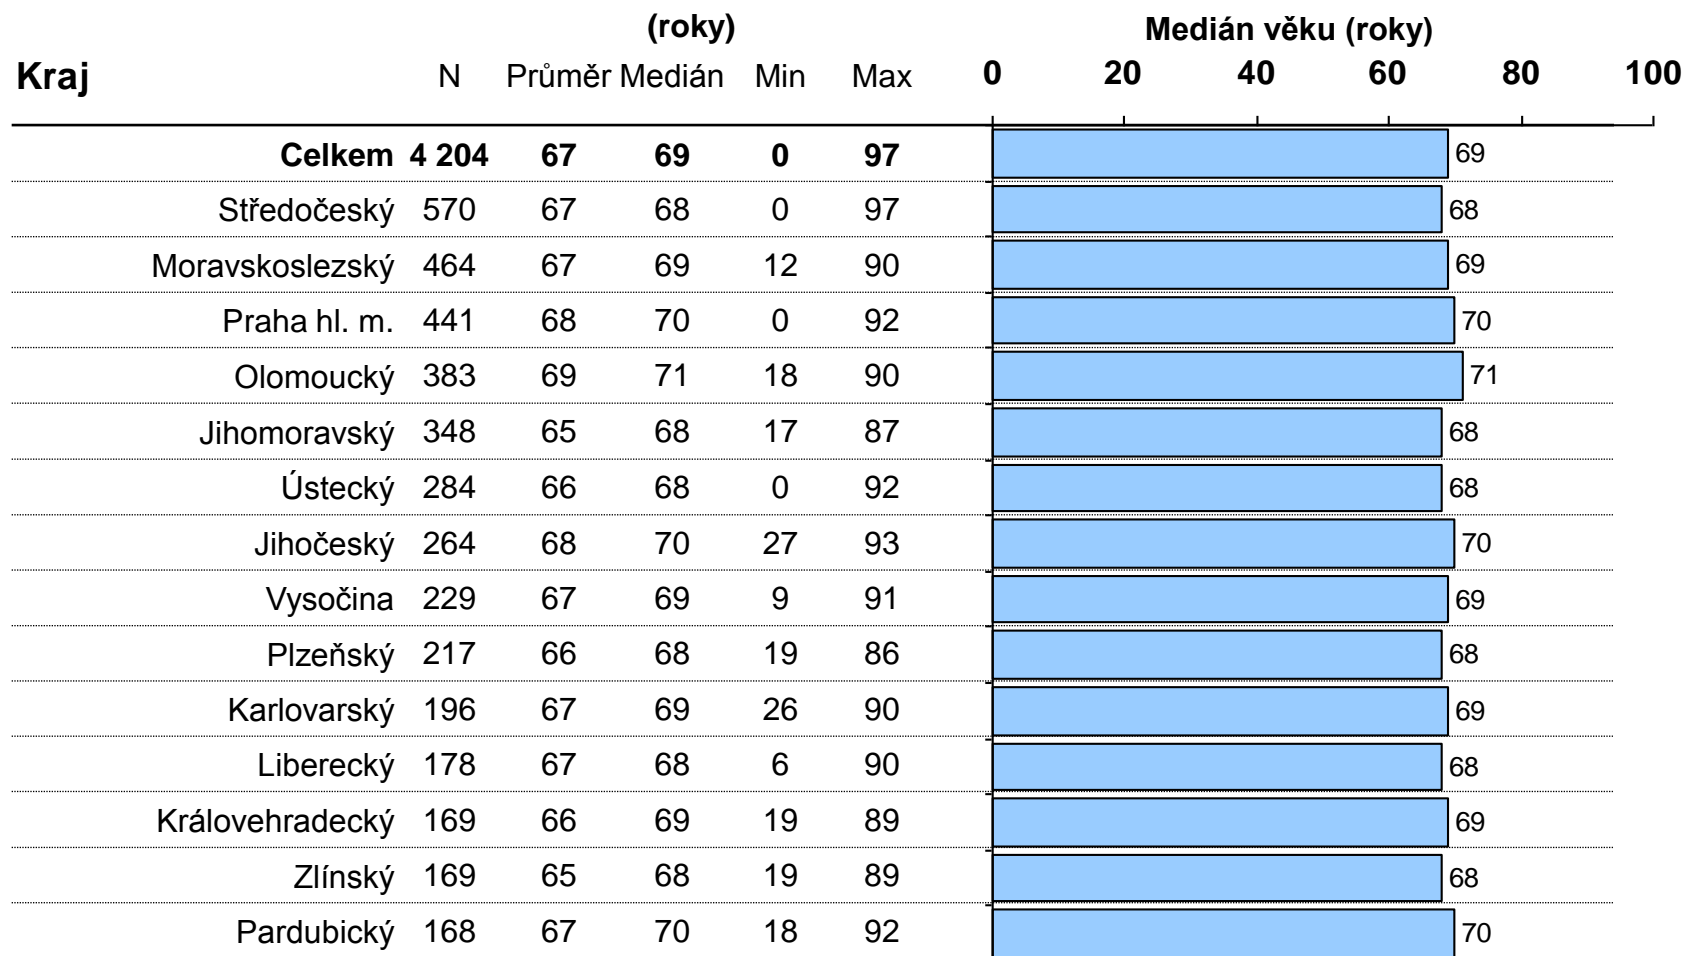 (roky) Medián věku (roky)
Kraj N Průměr Medián Min Max 0 20 40 60 80 100
Celkem 4 204 67 69 0 97 69
Středočeský 570 67 68 0 97 68
Moravskoslezský 464 67 69 12 90 69
Praha hl. m. 441 68 70 0 92 70
Olomoucký 383 69 71 18 90 71
Jihomoravský 348 65 68 17 87 68
Ústecký 284 66 68 0 92 68
Jihočeský 264 68 70 27 93 70
Vysočina 229 67 69 9 91 69
Plzeňský 217 66 68 19 86 68
Karlovarský 196 67 69 26 90 69
Liberecký 178 67 68 6 90 68
Královehradecký 169 66 69 19 89 69
Zlínský 169 65 68 19 89 68
Pardubický 168 67 70 18 92 70